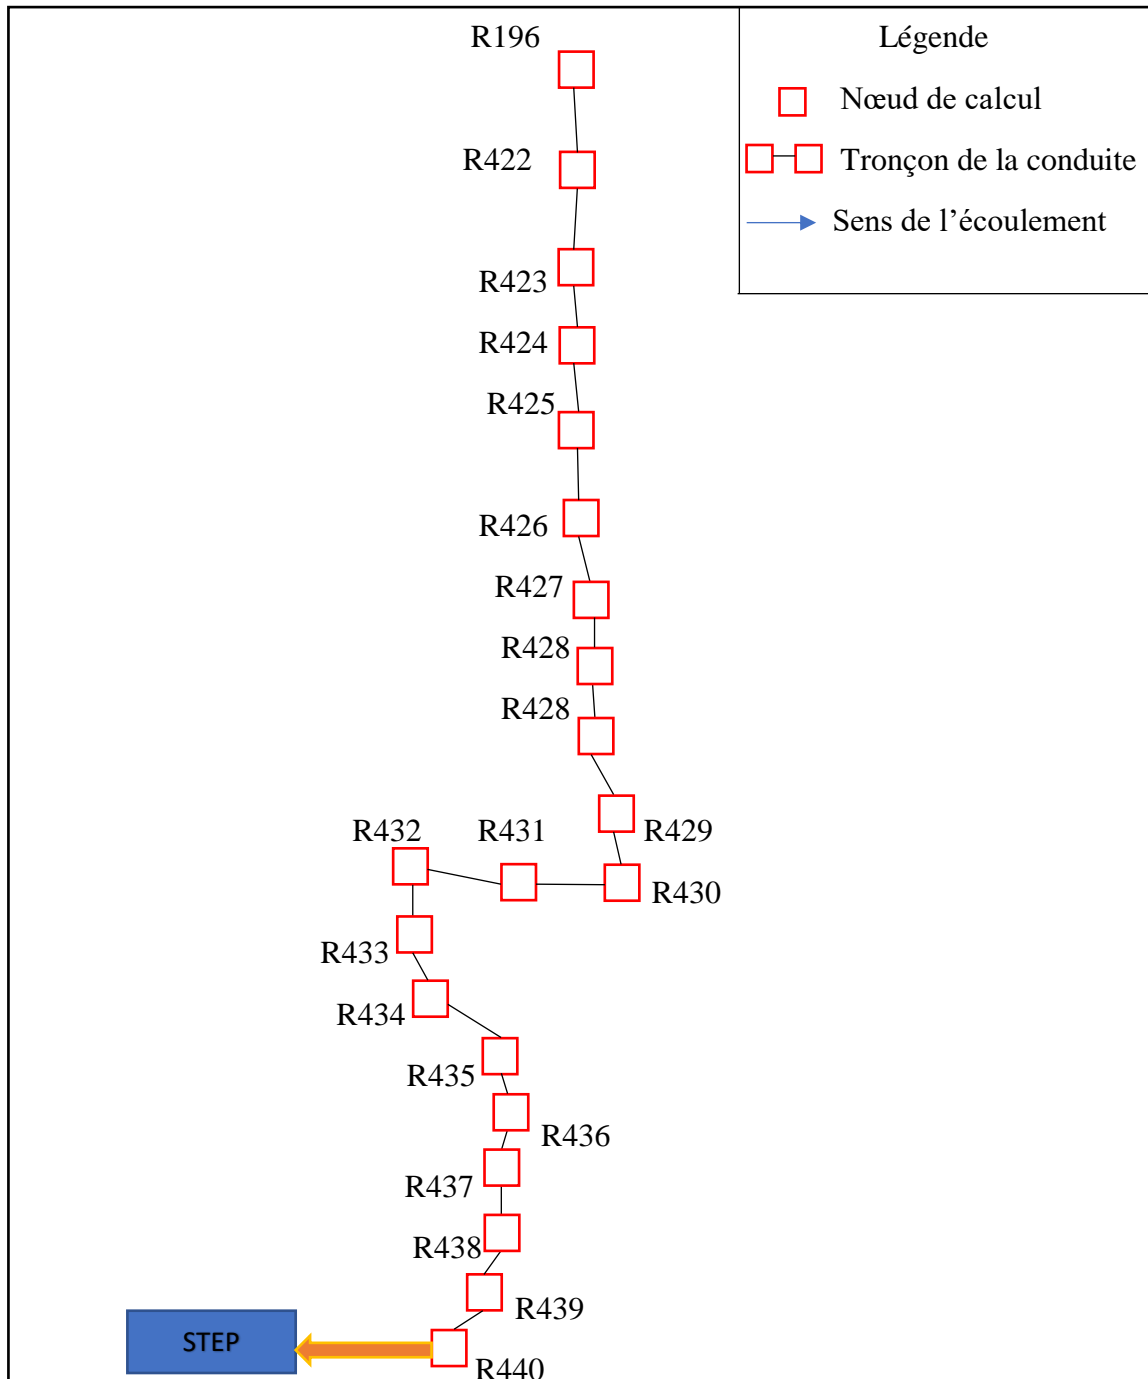 R196
Légende
Nœud de calcul
R422
Tronçon de la conduite
Sens de l’écoulement
R423
R424
R425
R426
R427
R428
R428
R429
R432
R431
R430
R433
R434
R435
R436
R437
R438
R439
STEP
R440